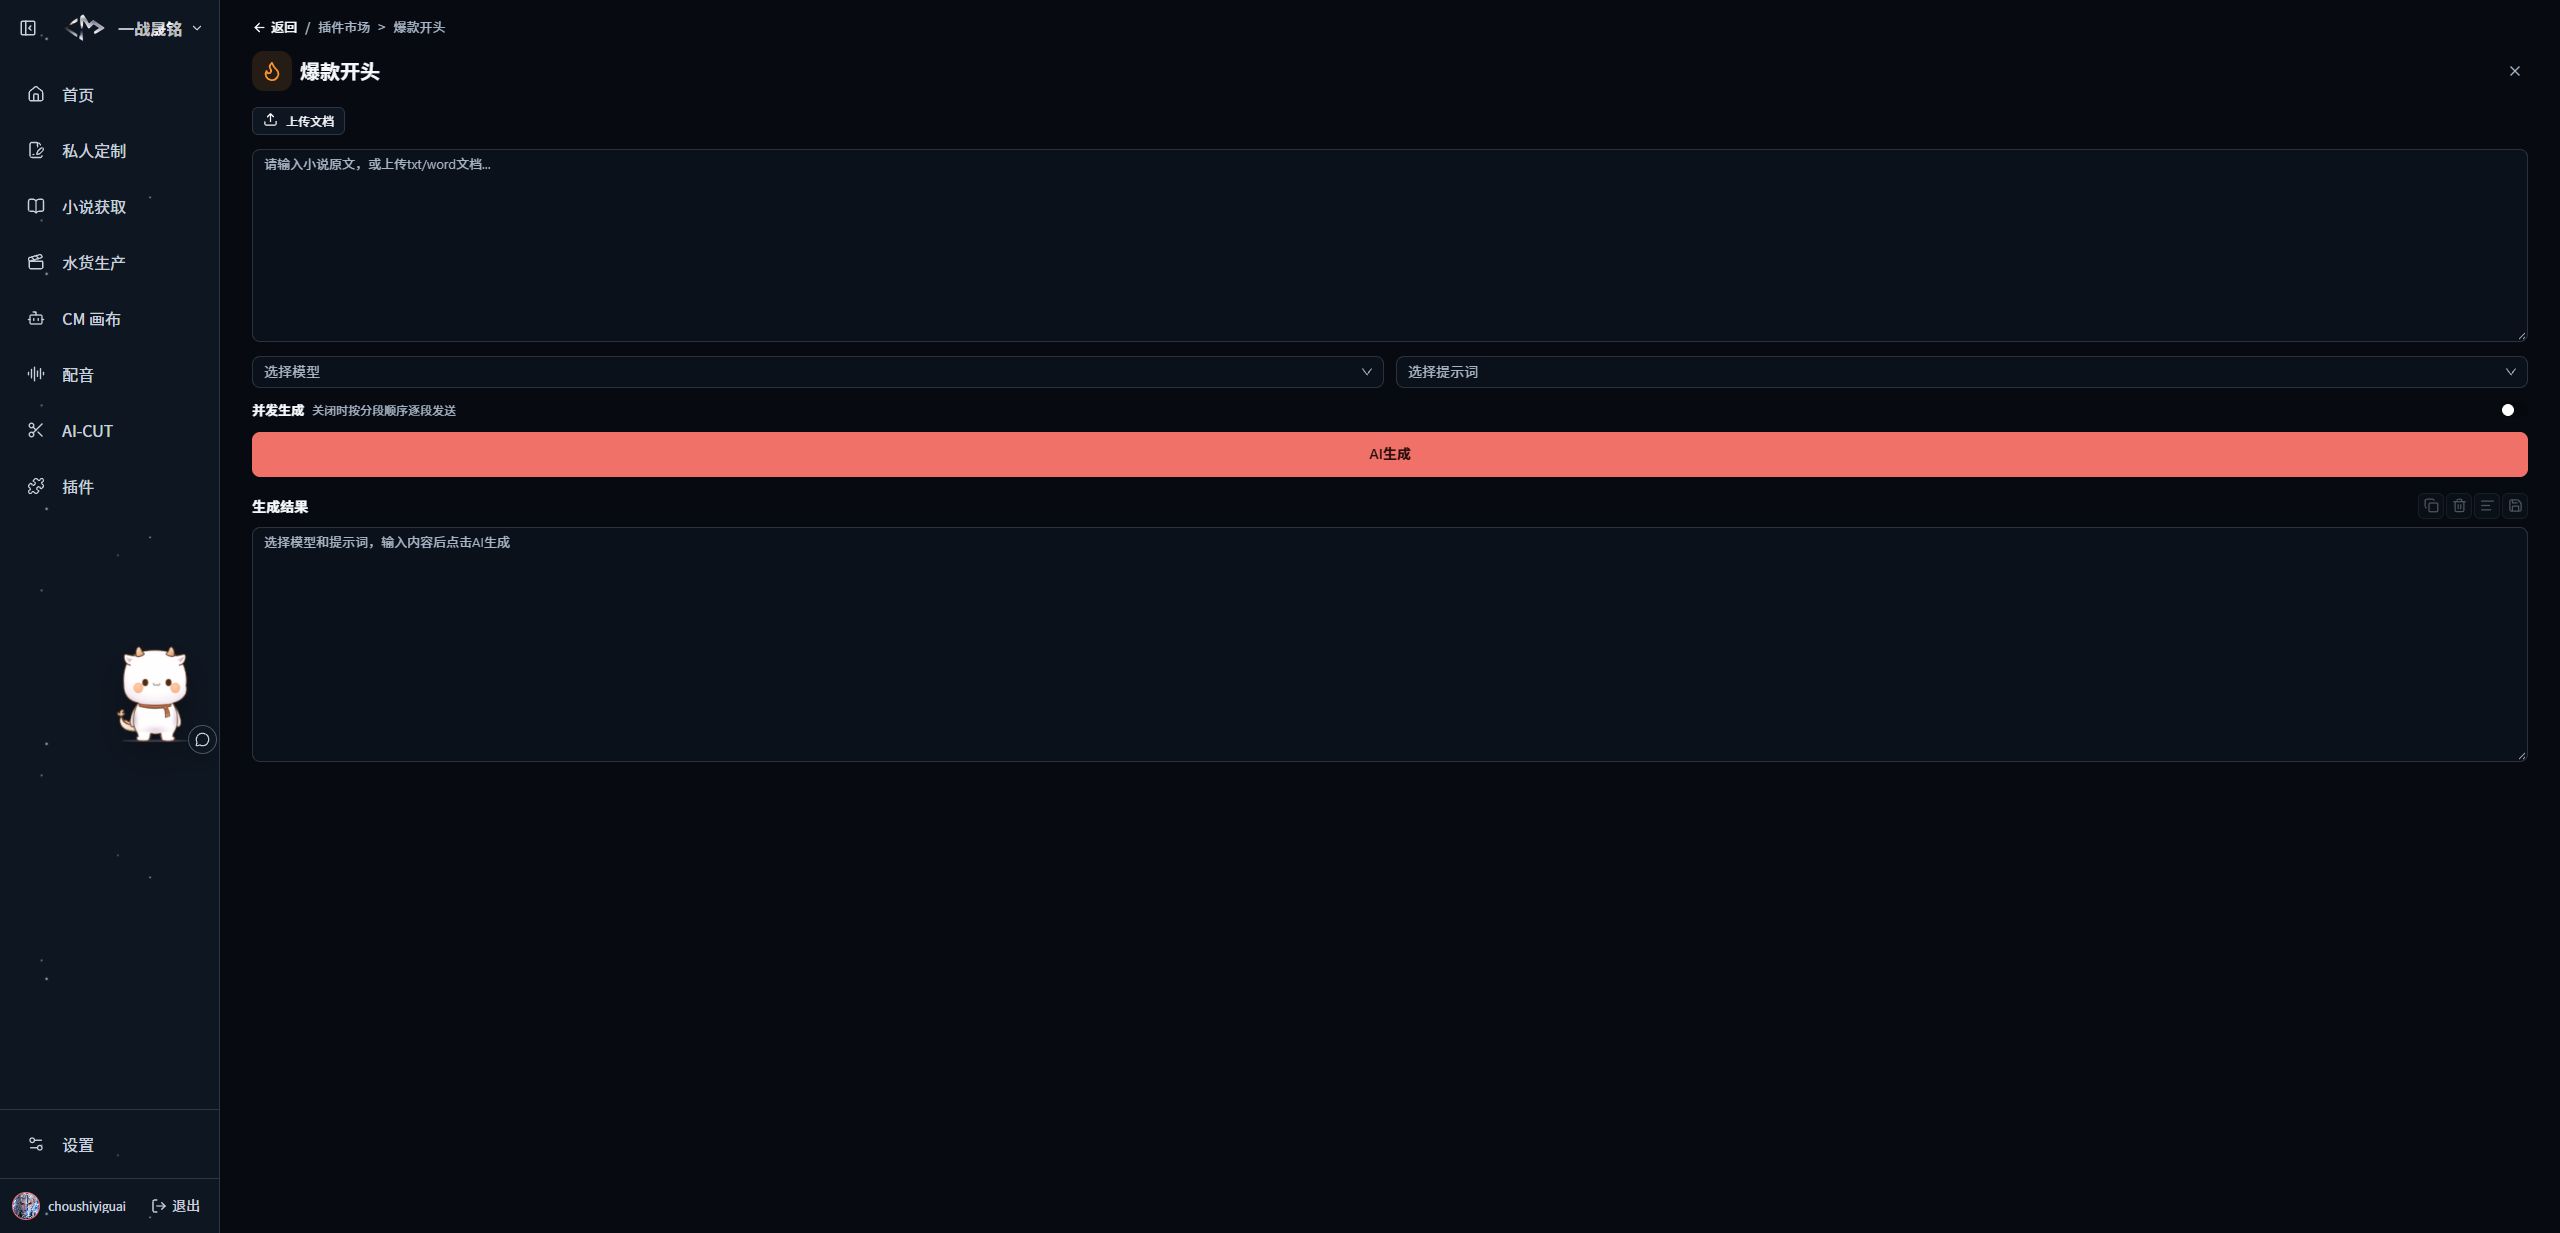 一战晟铭
首页
私人定制
小说获取
水货生产
CM 画布
配音
AI-CUT
插件
设置
choushiyiguai
退出
返回 / 插件市场 > 爆款开头
爆款开头
上传文档
请输入小说原文，或上传txt/word文档...
选择模型
选择提示词
并发生成 关闭时按分段顺序逐段发送
AI生成
生成结果
选择模型和提示词，输入内容后点击AI生成